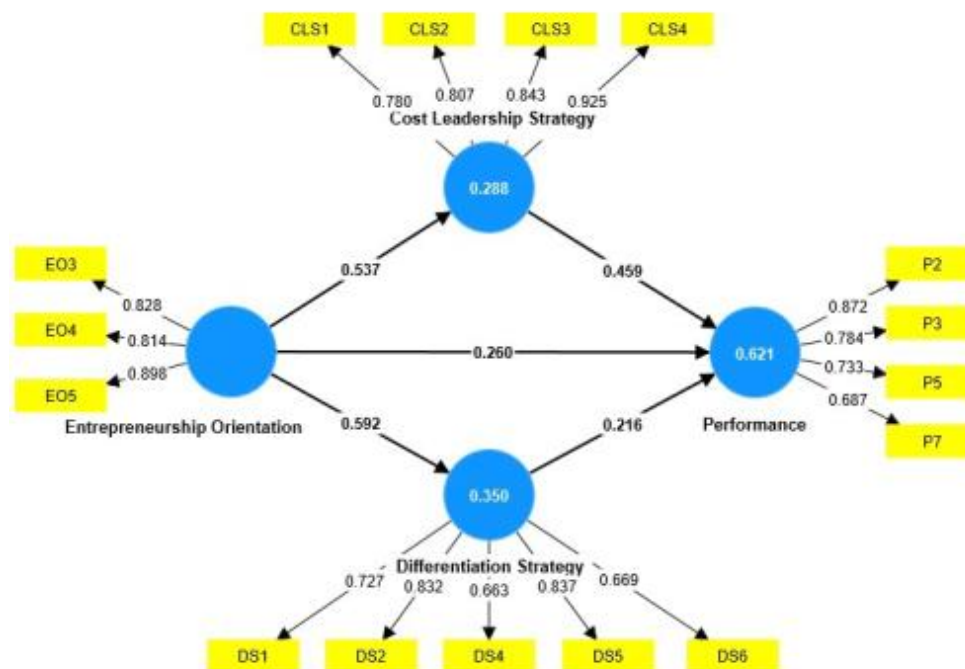 CLS1 CLS2 CLS3 CLS4
0.780 0.807 0.843 0.925
Cost Leadership Strategy
0.288
EO3
EO4
EO5
0.828
0.814
0.898
Entrepreneurship Orientation
0.537
0.459
0.260
0.592
0.216
0.621
Performance
0.872
0.784
0.733
0.687
P2
P3
P5
P7
0.350
Differentiation Strategy
0.727 0.832 0.663 0.837 0.669
DS1 DS2 DS4 DS5 DS6